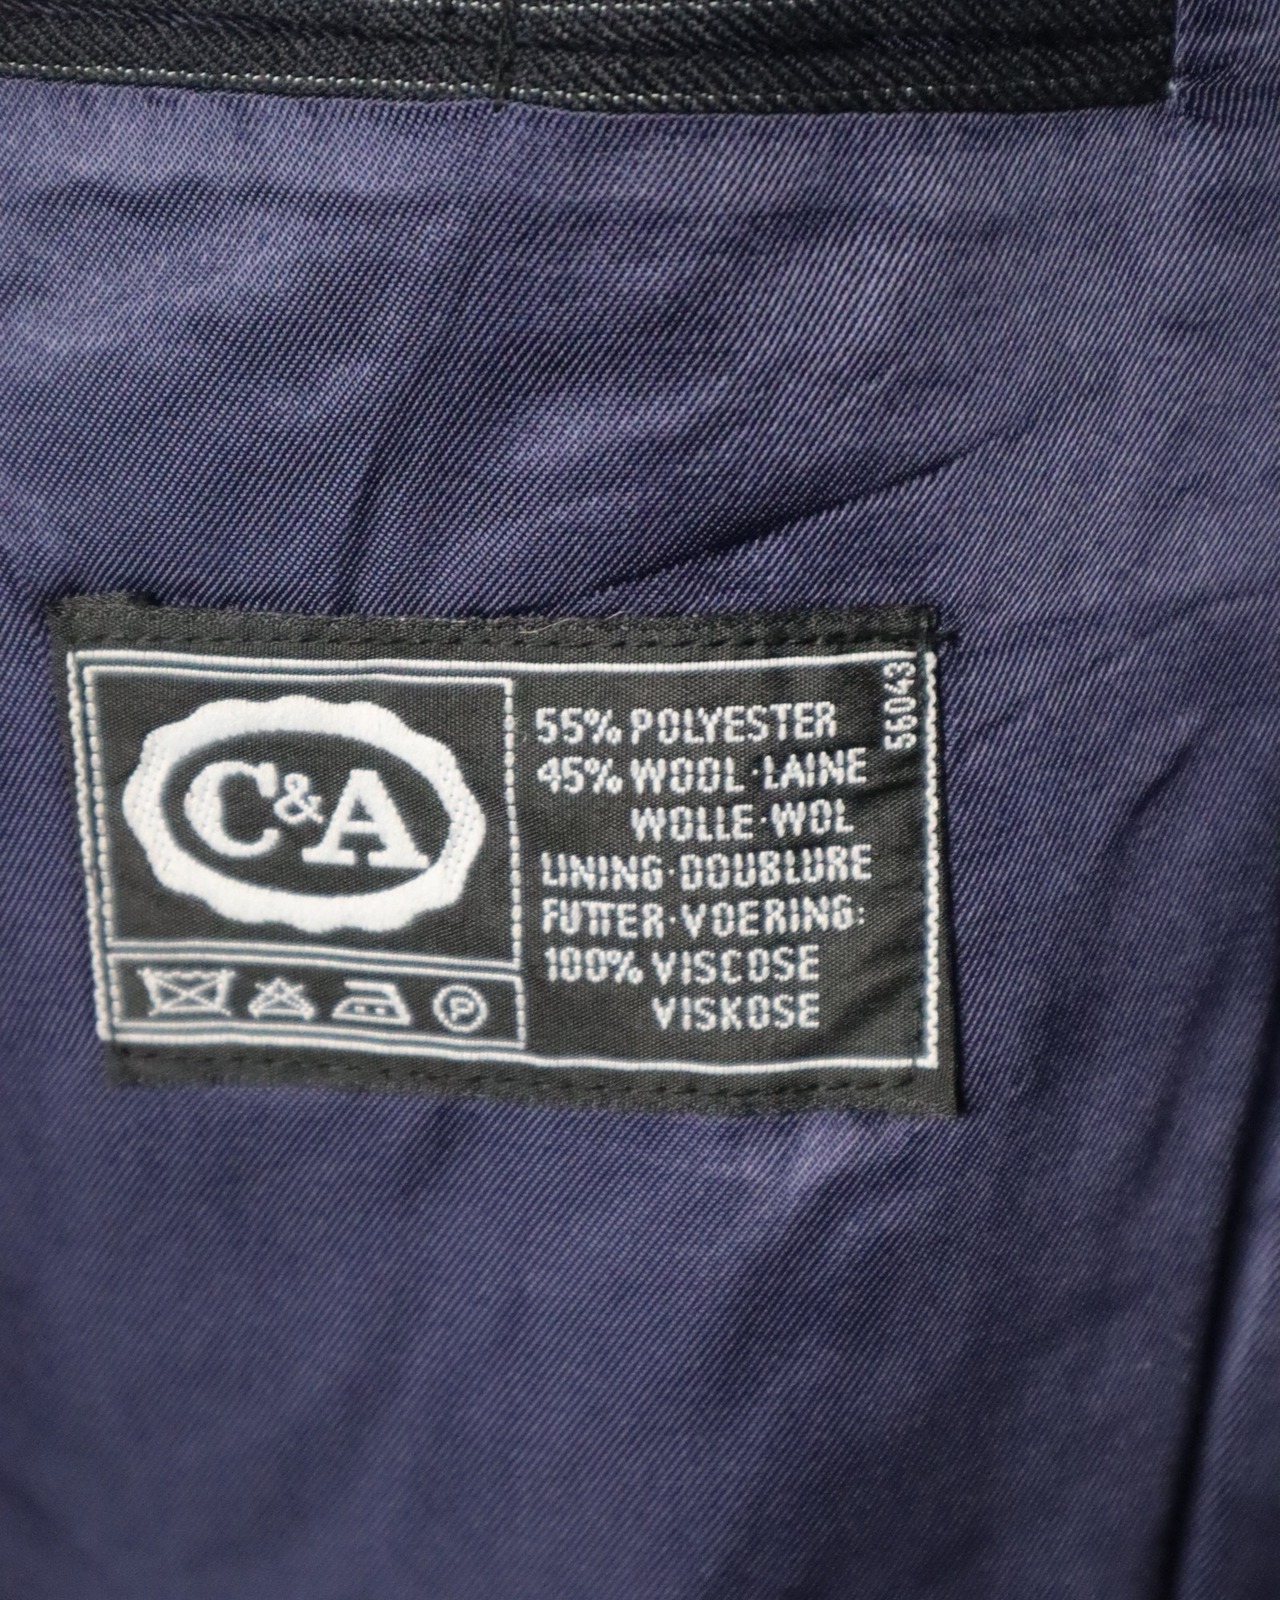 C&A
55% POLYESTER
45% WOOL·LAINE
WOLLE·WOL
LINING·DOUBLURE
FUTTER·VOERING:
100% VISCOSE
VISKOSE
56043
P